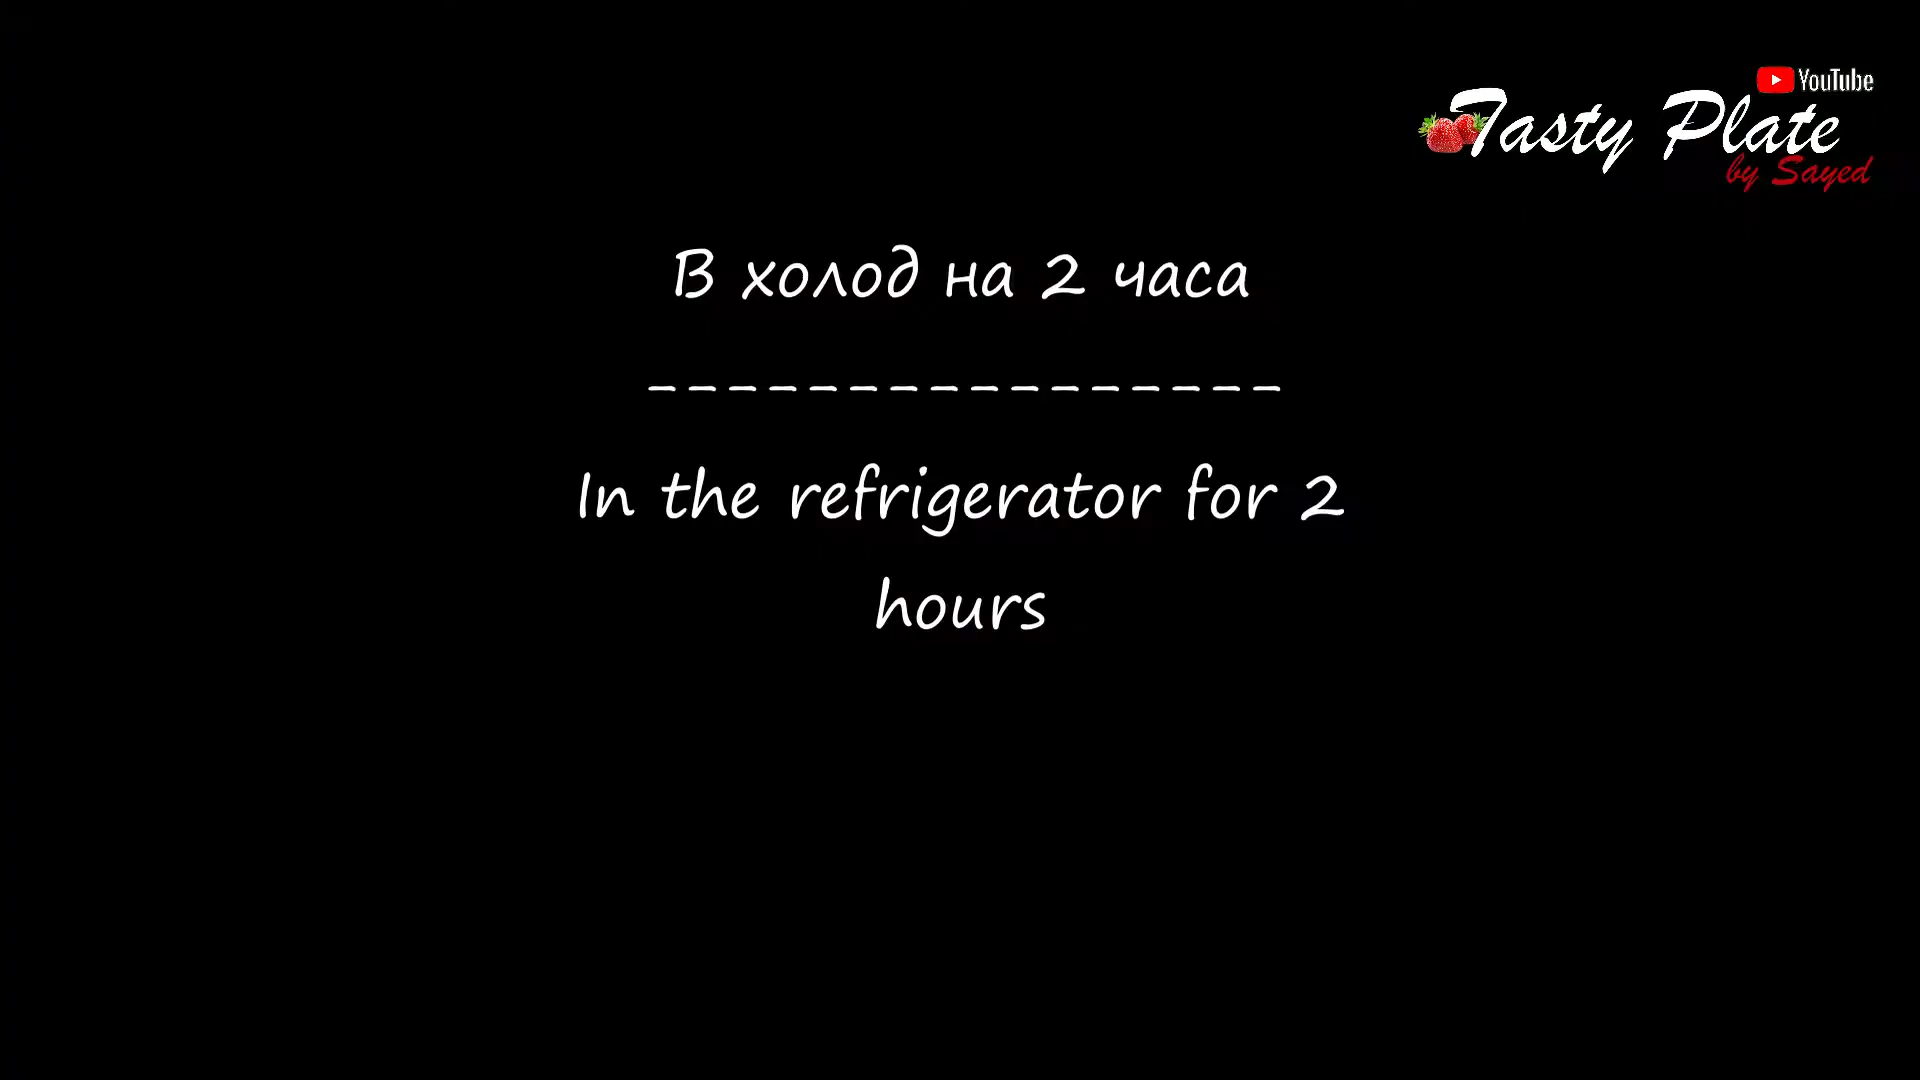 YouTube
Tasty Plate
by Sayed
В холод на 2 часа
----------------
In the refrigerator for 2
hours